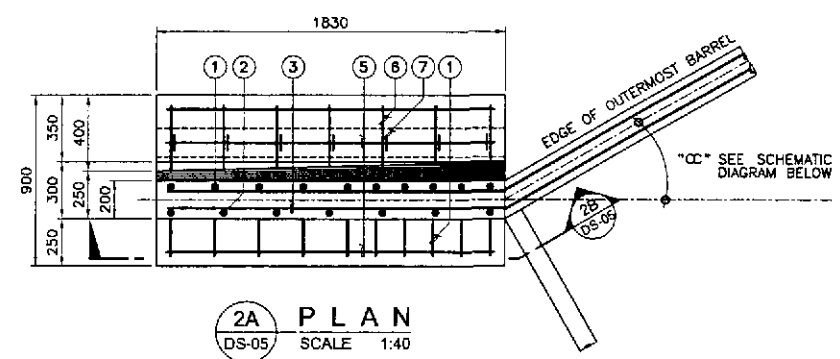 1830
1 2 3 5 6 7 1
EDGE OF OUTERMOST BARREL
"α" SEE SCHEMATIC
DIAGRAM BELOW
900
350
400
300
250
200
250
2B
DS-05
2A
DS-05
PLAN
SCALE 1:40